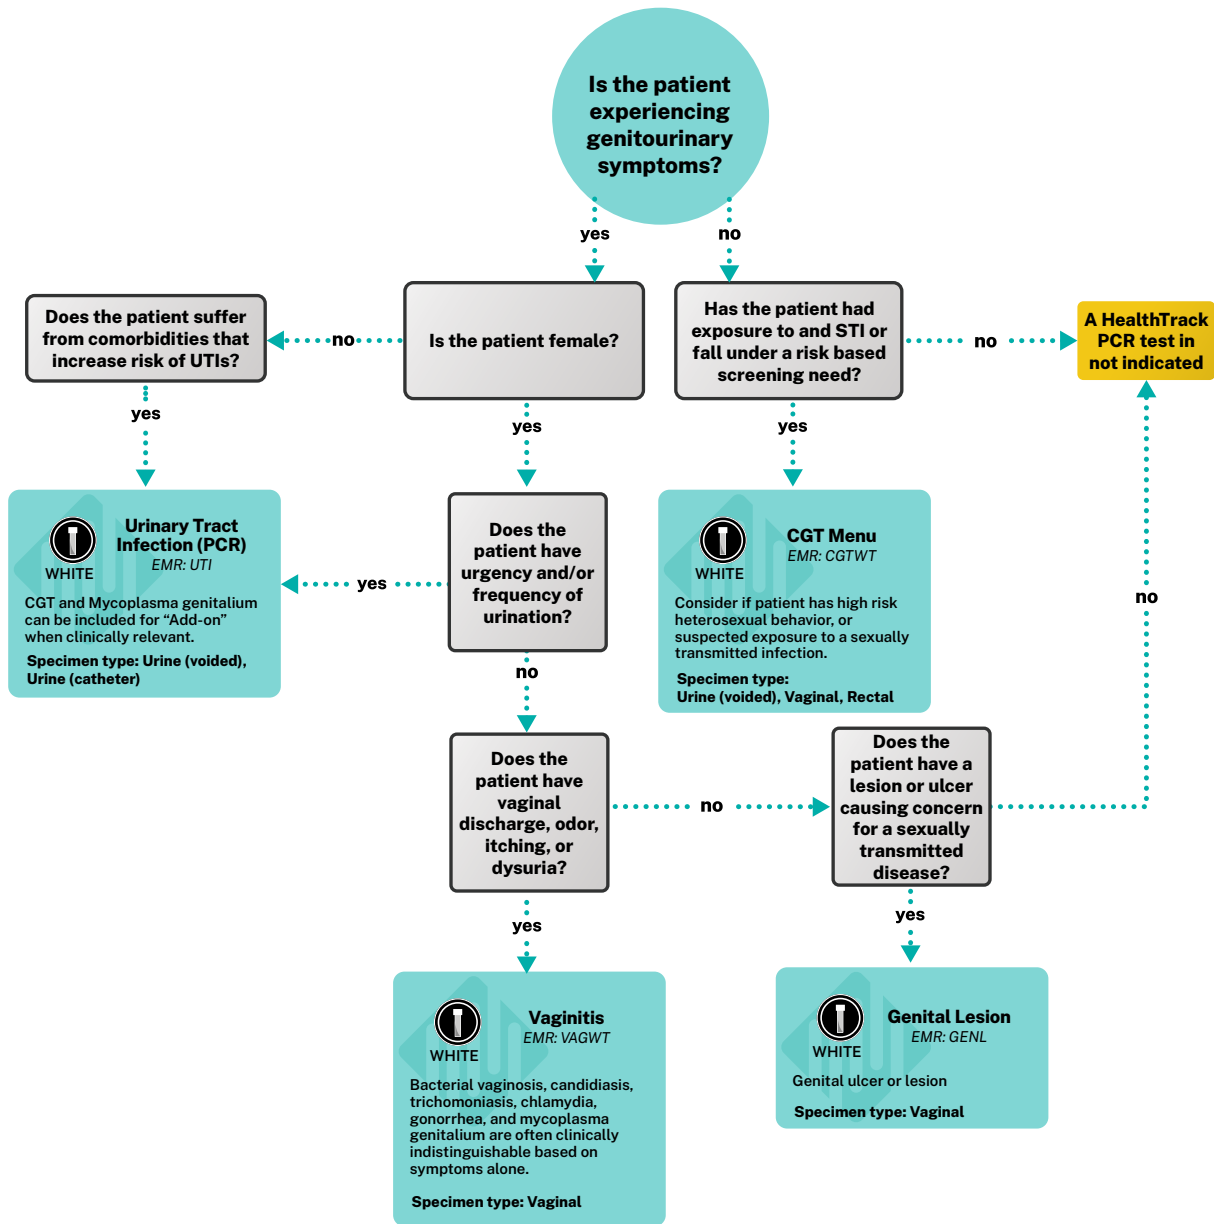 Is the patient
experiencing
genitourinary
symptoms?
yes
no
Does the patient suffer
from comorbidities that
increase risk of UTIs?
no
Is the patient female?
Has the patient had
exposure to and STI or
fall under a risk based
screening need?
no
A HealthTrack
PCR test in
not indicated
yes
yes
yes
WHITE
Urinary Tract
Infection (PCR)
EMR: UTI
CGT and Mycoplasma genitalium
can be included for “Add-on”
when clinically relevant.
Specimen type: Urine (voided),
Urine (catheter)
yes
Does the
patient have
urgency and/or
frequency of
urination?
WHITE
CGT Menu
EMR: CGTWT
Consider if patient has high risk
heterosexual behavior, or
suspected exposure to a sexually
transmitted infection.
Specimen type:
Urine (voided), Vaginal, Rectal
no
no
Does the
patient have
vaginal
discharge, odor,
itching, or
dysuria?
no
Does the
patient have a
lesion or ulcer
causing concern
for a sexually
transmitted
disease?
yes
yes
WHITE
Vaginitis
EMR: VAGWT
Bacterial vaginosis, candidiasis,
trichomoniasis, chlamydia,
gonorrhea, and mycoplasma
genitalium are often clinically
indistinguishable based on
symptoms alone.
Specimen type: Vaginal
WHITE
Genital Lesion
EMR: GENL
Genital ulcer or lesion
Specimen type: Vaginal